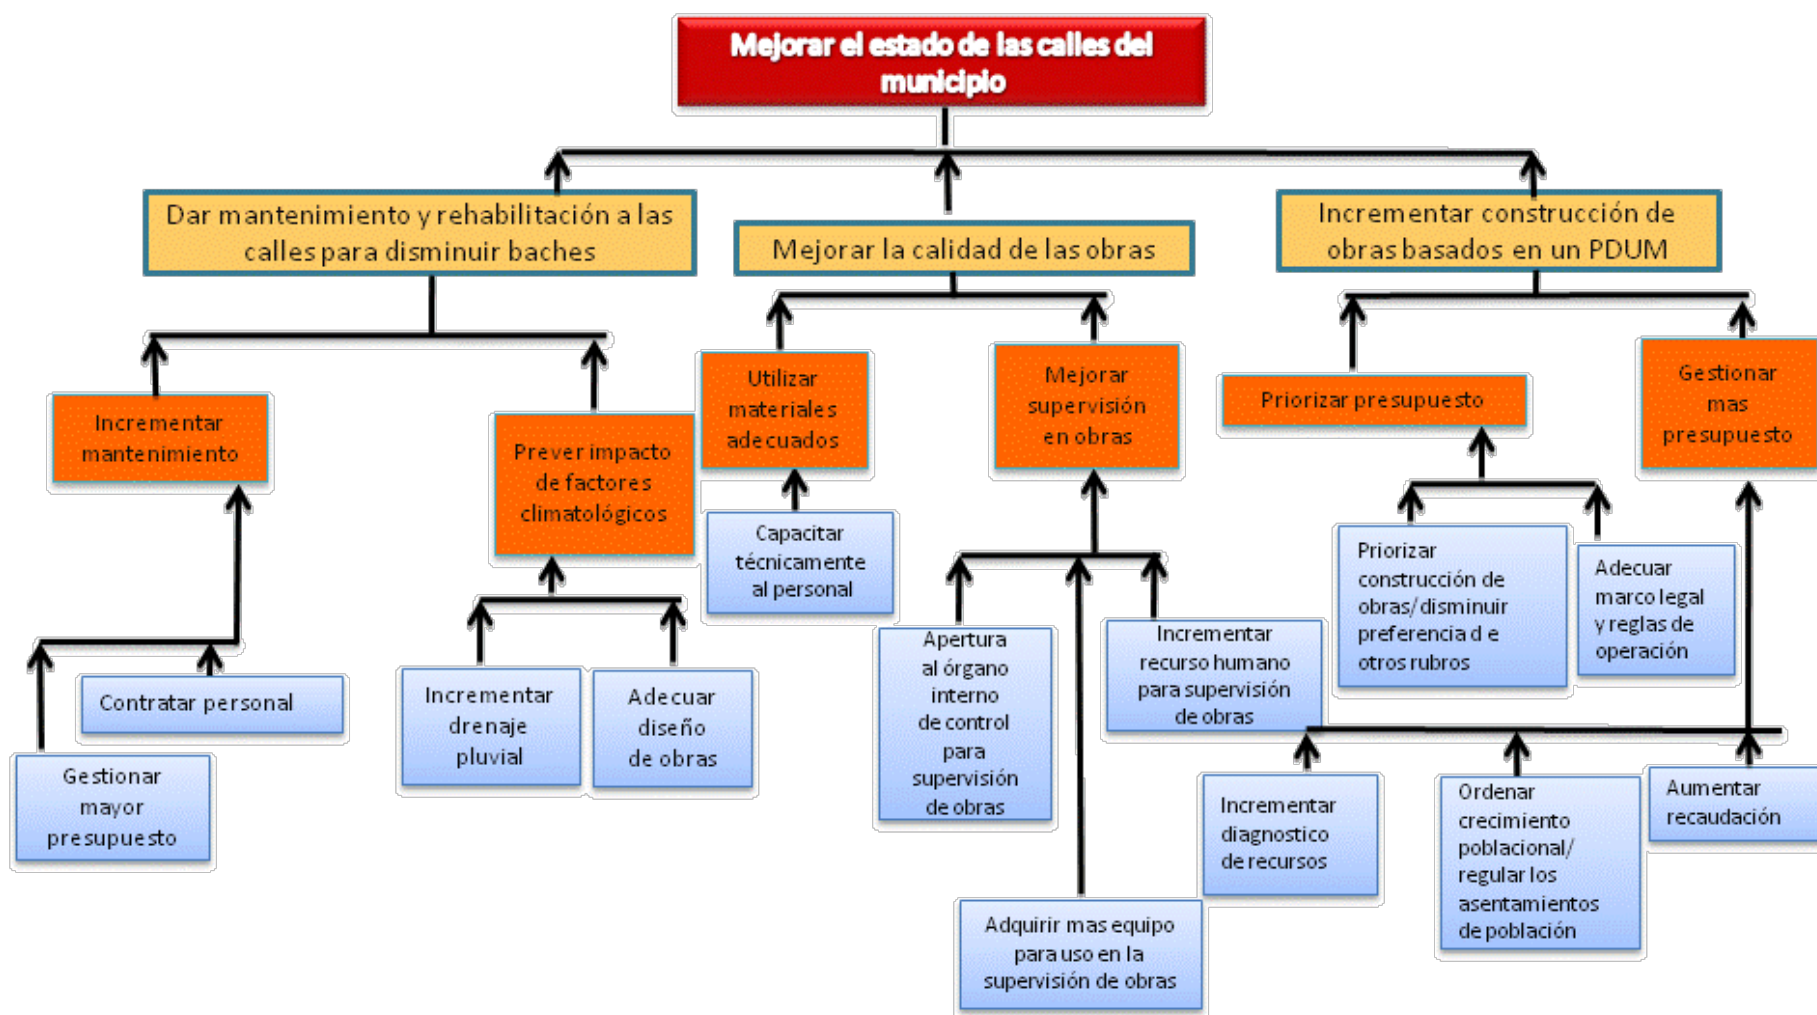 Mejorar el estado de las calles del
municipio
Dar mantenimiento y rehabilitación a las
calles para disminuir baches
Mejorar la calidad de las obras
Incrementar construcción de
obras basados en un PDUM
Incrementar
mantenimiento
Prever impacto
de factores
climatológicos
Utilizar
materiales
adecuados
Mejorar
supervisión
en obras
Priorizar presupuesto
Gestionar
mas
presupuesto
Gestionar
mayor
presupuesto
Contratar personal
Incrementar
drenaje
pluvial
Adecuar
diseño
de obras
Capacitar
técnicamente
al personal
Apertura
al órgano
interno
de control
para
supervisión
de obras
Adquirir mas equipo
para uso en la
supervisión de obras
Incrementar
recurso humano
para supervisión
de obras
Priorizar
construcción de
obras/disminuir
preferencia d e
otros rubros
Adecuar
marco legal
y reglas de
operación
Incrementar
diagnostico
de recursos
Ordenar
crecimiento
poblacional/
regular los
asentamientos
de población
Aumentar
recaudación